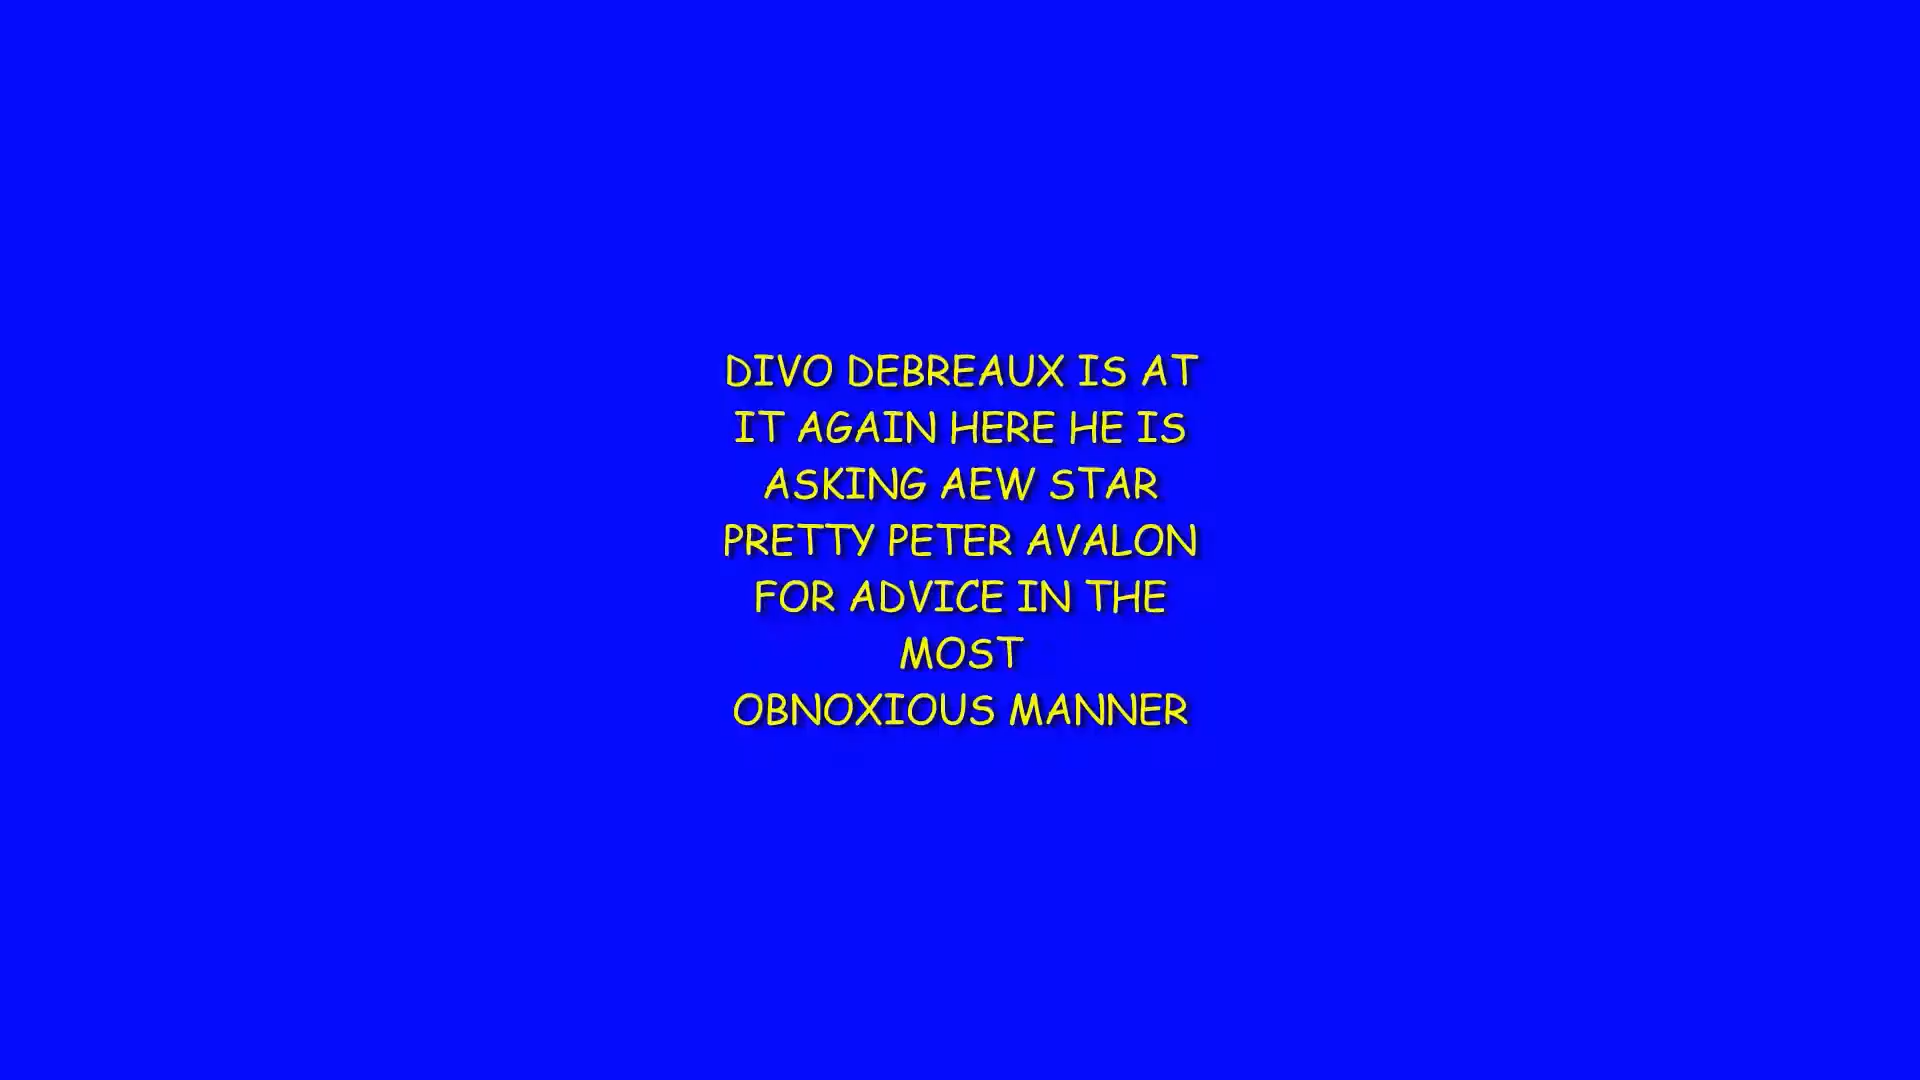 DIVO DEBREAUX IS AT
IT AGAIN HERE HE IS
ASKING AEW STAR
PRETTY PETER AVALON
FOR ADVICE IN THE
MOST
OBNOXIOUS MANNER